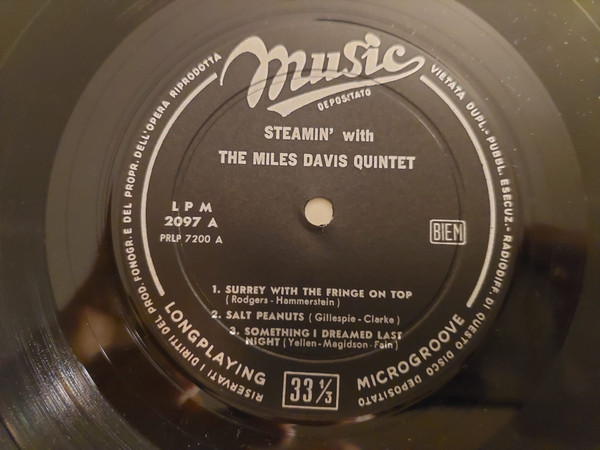 music
DEPOSITATO
STEAMIN' with
THE MILES DAVIS QUINTET
L P M
2097 A
PRLP 7200 A
BIEM
1. SURREY WITH THE FRINGE ON TOP
(Rodgers - Hammerstein)
2. SALT PEANUTS (Gillespie - Clarke)
3. SOMETHING I DREAMED LAST
NIGHT (Yellen - Magidson - Fain)
LONGPLAYING
33 1/3
MICROGROOVE
RISERVATI I DIRITTI DEL PROD. FONOGR. E DEL PROPR. DELL'OPERA RIPRODOTTA
VIETATA DUPL. - PUBBL. ESECUZ. - RADIODIFF. DI QUESTO DISCO DEPOSITATO